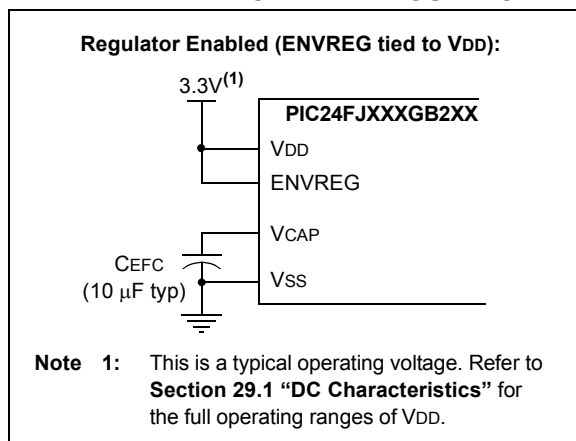 Regulator Enabled (ENVREG tied to VDD):
3.3V(1)
PIC24FJXXXGB2XX
VDD
ENVREG
VCAP
CEFC
(10 μF typ)
VSS
Note 1: This is a typical operating voltage. Refer to
Section 29.1 “DC Characteristics” for
the full operating ranges of VDD.